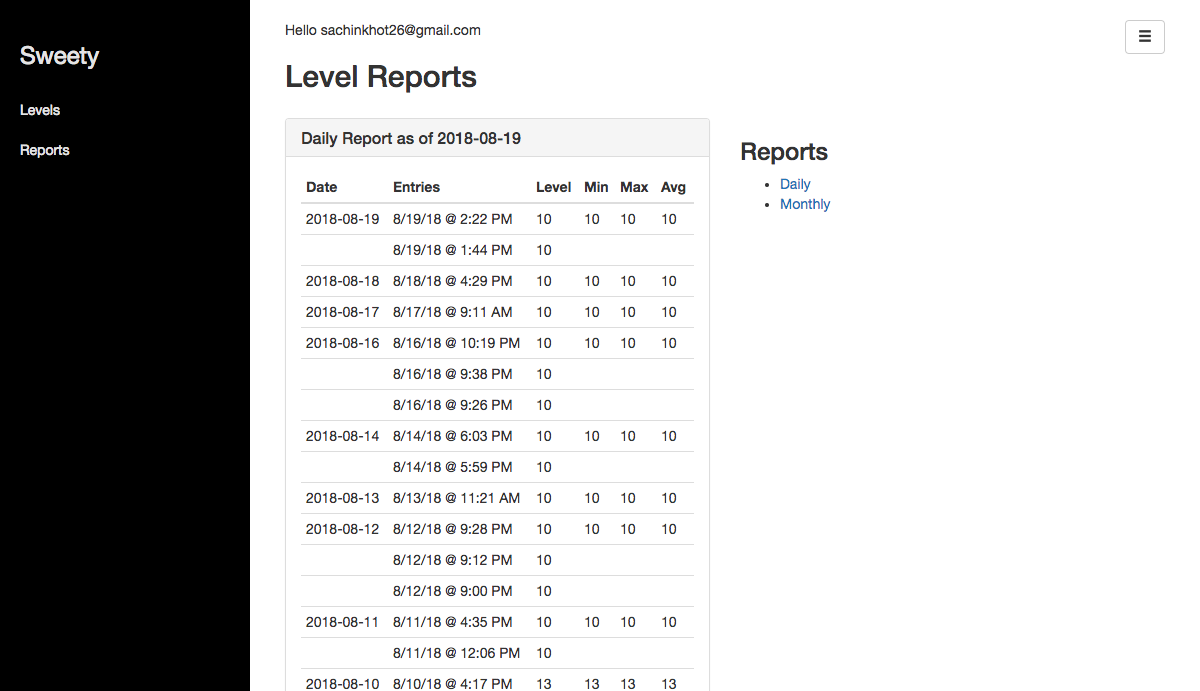 Sweety
Levels
Reports
Hello sachinkhot26@gmail.com
Level Reports
Daily Report as of 2018-08-19
Date Entries Level Min Max Avg
2018-08-19 8/19/18 @ 2:22 PM 10 10 10 10
8/19/18 @ 1:44 PM 10
2018-08-18 8/18/18 @ 4:29 PM 10 10 10 10
2018-08-17 8/17/18 @ 9:11 AM 10 10 10 10
2018-08-16 8/16/18 @ 10:19 PM 10 10 10 10
8/16/18 @ 9:38 PM 10
8/16/18 @ 9:26 PM 10
2018-08-14 8/14/18 @ 6:03 PM 10 10 10 10
8/14/18 @ 5:59 PM 10
2018-08-13 8/13/18 @ 11:21 AM 10 10 10 10
2018-08-12 8/12/18 @ 9:28 PM 10 10 10 10
8/12/18 @ 9:12 PM 10
8/12/18 @ 9:00 PM 10
2018-08-11 8/11/18 @ 4:35 PM 10 10 10 10
8/11/18 @ 12:06 PM 10
2018-08-10 8/10/18 @ 4:17 PM 13 13 13 13
Reports
Daily
Monthly